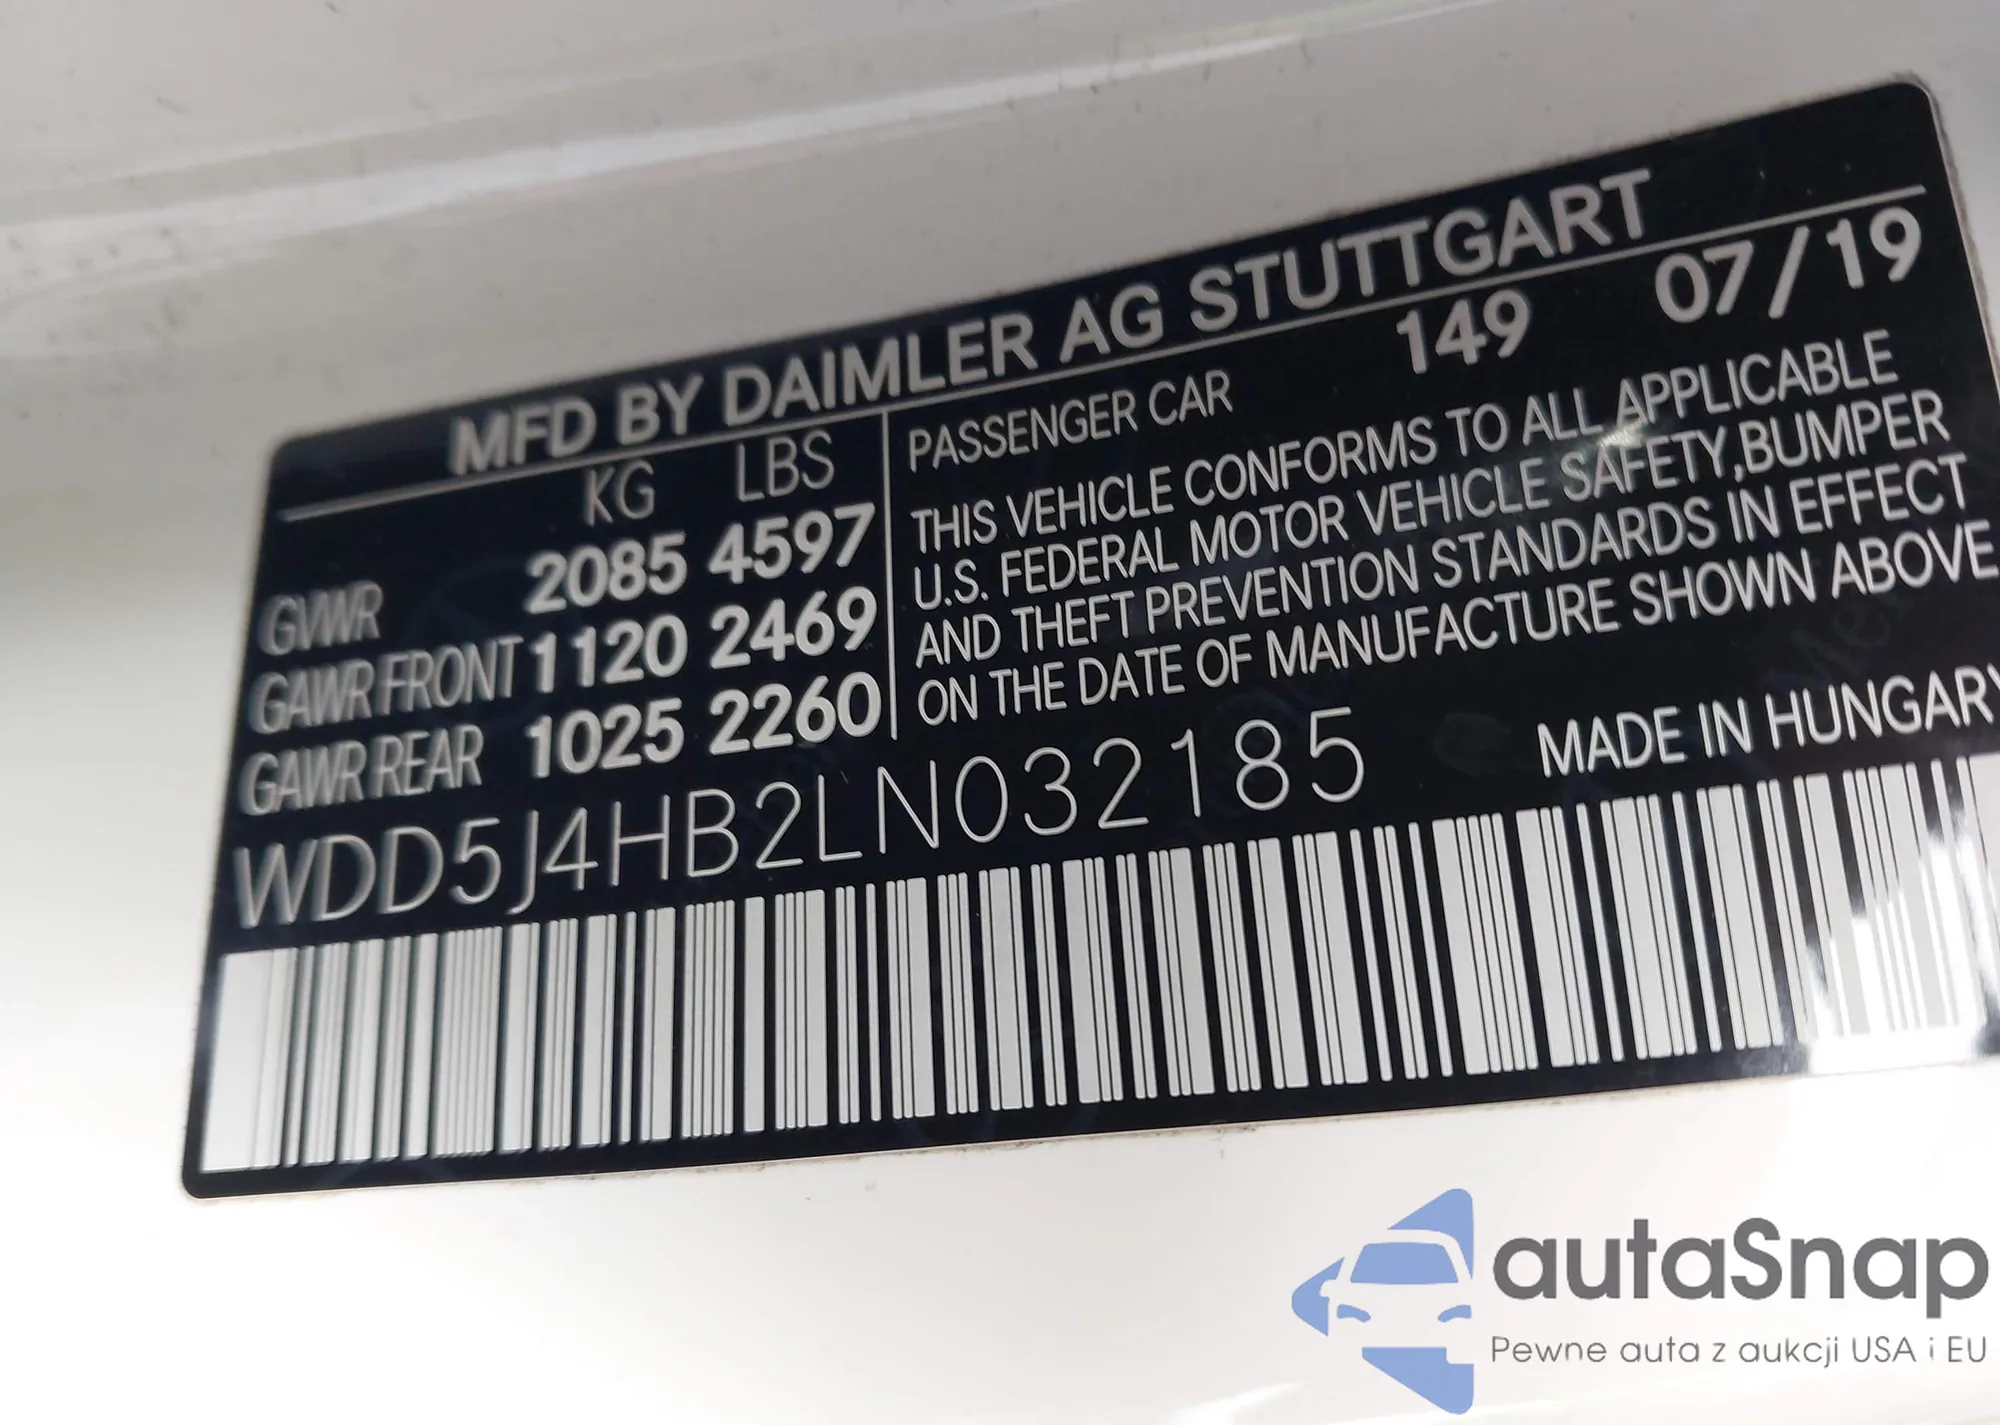 MFD BY DAIMLER AG STUTTGART
KG LBS
GVWR 2085 4597
GAWR FRONT 1120 2469
GAWR REAR 1025 2260
PASSENGER CAR 149 07/19
THIS VEHICLE CONFORMS TO ALL APPLICABLE
U.S. FEDERAL MOTOR VEHICLE SAFETY,BUMPER
AND THEFT PREVENTION STANDARDS IN EFFECT
ON THE DATE OF MANUFACTURE SHOWN ABOVE
WDD5J4HB2LN032185
MADE IN HUNGARY
autaSnap
Pewne auta z aukcji USA i EU